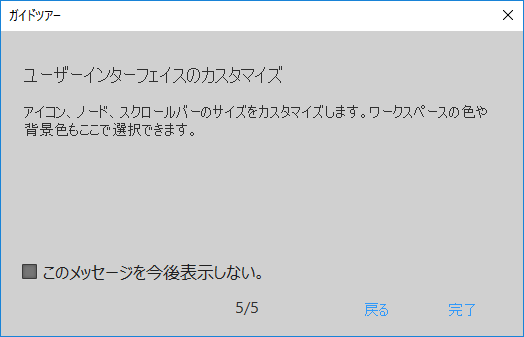 ガイドツアー
ユーザーインターフェイスのカスタマイズ
アイコン、ノード、スクロールバーのサイズをカスタマイズします。ワークスペースの色や
背景色もここで選択できます。
このメッセージを今後表示しない。
5/5 戻る 完了